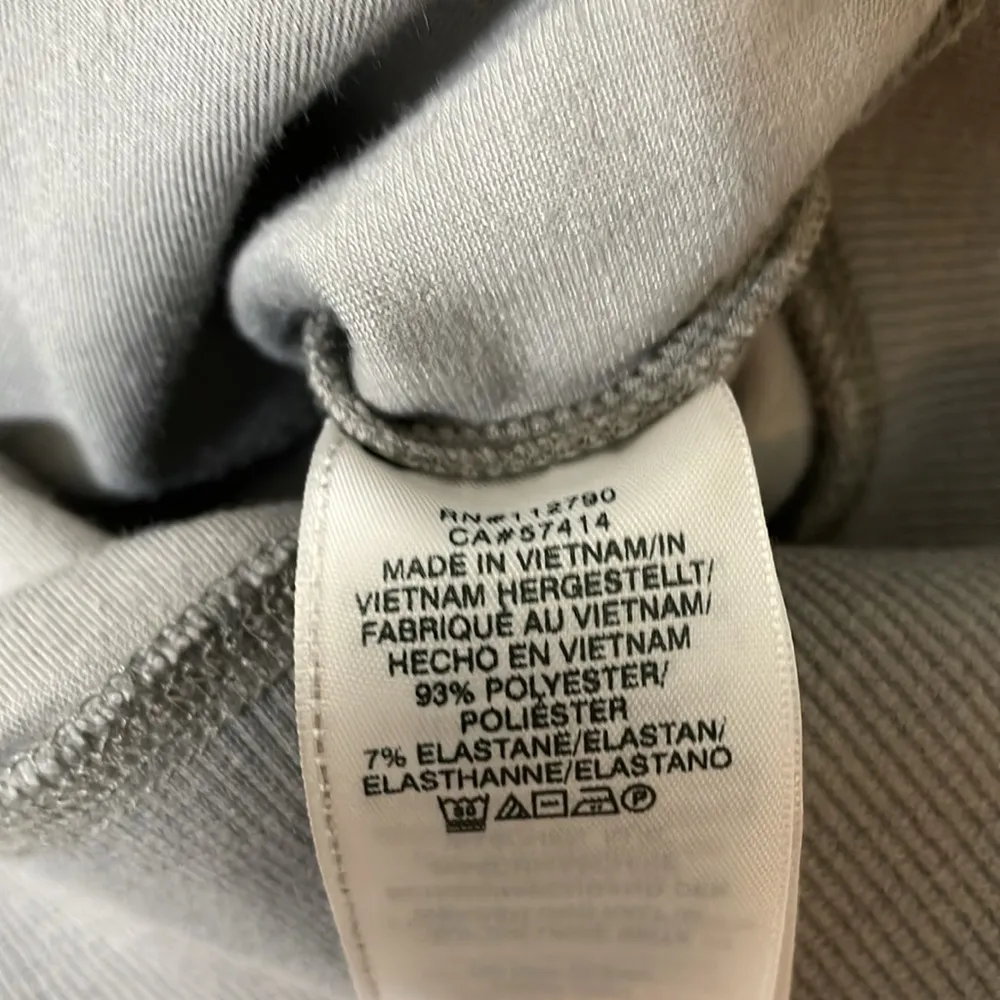 RN#112790
CA#57414
MADE IN VIETNAM/IN
VIETNAM HERGESTELLT/
FABRIQUÉ AU VIETNAM/
HECHO EN VIETNAM
93% POLYESTER/
POLIÉSTER
7% ELASTANE/ELASTAN/
ELASTHANNE/ELASTANO
30 P